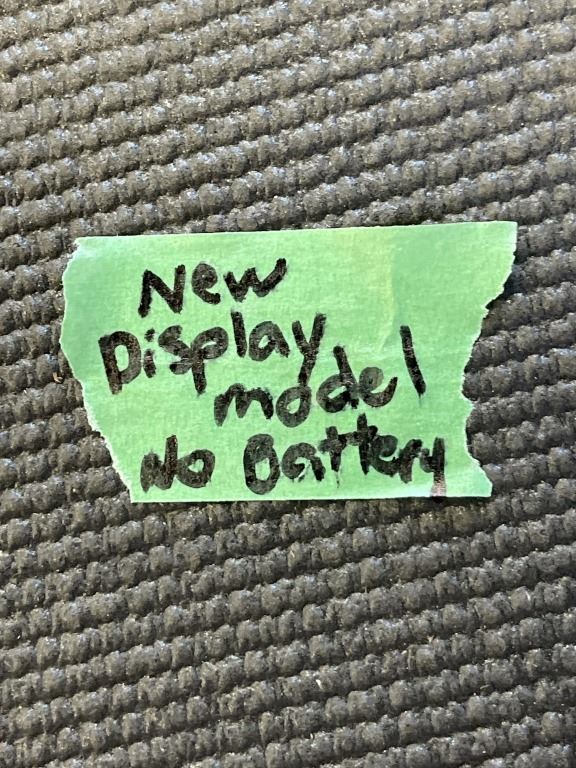 New
Display
model
No Battery